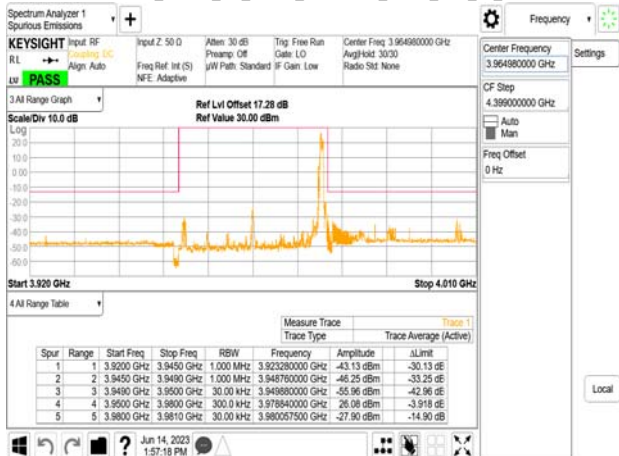 Spectrum Analyzer 1
Spurious Emissions
Frequency
KEYSIGHT
Input: RF
Coupling: DC
Align: Auto
Input Z: 50 Ω
Freq Ref: Int (S)
NFE: Adaptive
Atten: 30 dB
Preamp: Off
µW Path: Standard
Trig: Free Run
Gate: LO
IF Gain: Low
Center Freq: 3.964980000 GHz
Avg|Hold: 30/30
Radio Std: None
RL
LU
PASS
Center Frequency
3.964980000 GHz
Settings
CF Step
4.399000000 GHz
Auto
Man
Freq Offset
0 Hz
3 All Range Graph
Scale/Div 10.0 dB
Ref Lvl Offset 17.28 dB
Ref Value 30.00 dBm
Log
20.0
10.0
0.00
-10.0
-20.0
-30.0
-40.0
-50.0
-60.0
Start 3.920 GHz
Stop 4.010 GHz
4 All Range Table
Measure Trace Trace 1
Trace Type Trace Average (Active)
Spur Range Start Freq Stop Freq RBW Frequency Amplitude ΔLimit
1 1 3.9200 GHz 3.9450 GHz 1.000 MHz 3.923280000 GHz -43.13 dBm -30.13 dB
2 2 3.9450 GHz 3.9490 GHz 1.000 MHz 3.948760000 GHz -46.25 dBm -33.25 dB
3 3 3.9490 GHz 3.9500 GHz 30.00 kHz 3.949880000 GHz -55.96 dBm -42.96 dB
4 4 3.9500 GHz 3.9800 GHz 300.0 kHz 3.978840000 GHz 26.08 dBm -3.918 dB
5 5 3.9800 GHz 3.9810 GHz 30.00 kHz 3.980057500 GHz -27.90 dBm -14.90 dB
Local
Jun 14, 2023
1:57:18 PM